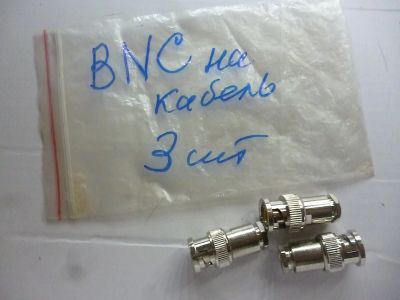 BNC на
кабель
3 шт